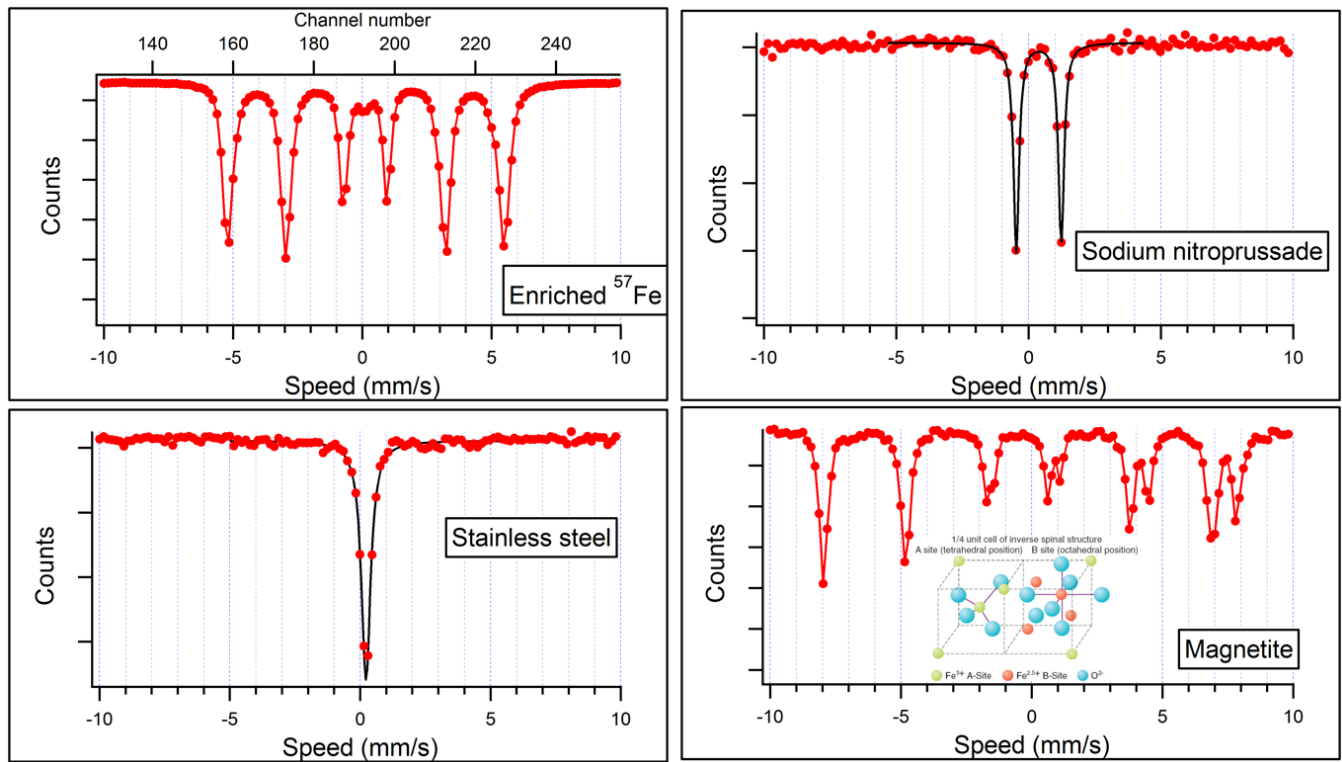 Channel number
140 160 180 200 220 240
Counts
Enriched ⁵⁷Fe
-10 -5 0 5 10
Speed (mm/s)
Counts
Sodium nitroprussade
-10 -5 0 5 10
Speed (mm/s)
Counts
Stainless steel
-10 -5 0 5 10
Speed (mm/s)
Counts
1/4 unit cell of inverse spinal structure
A site (tetrahedral position) B site (octahedral position)
Fe³⁺ A-Site Fe²·⁵⁺ B-Site O²⁻
Magnetite
-10 -5 0 5 10
Speed (mm/s)